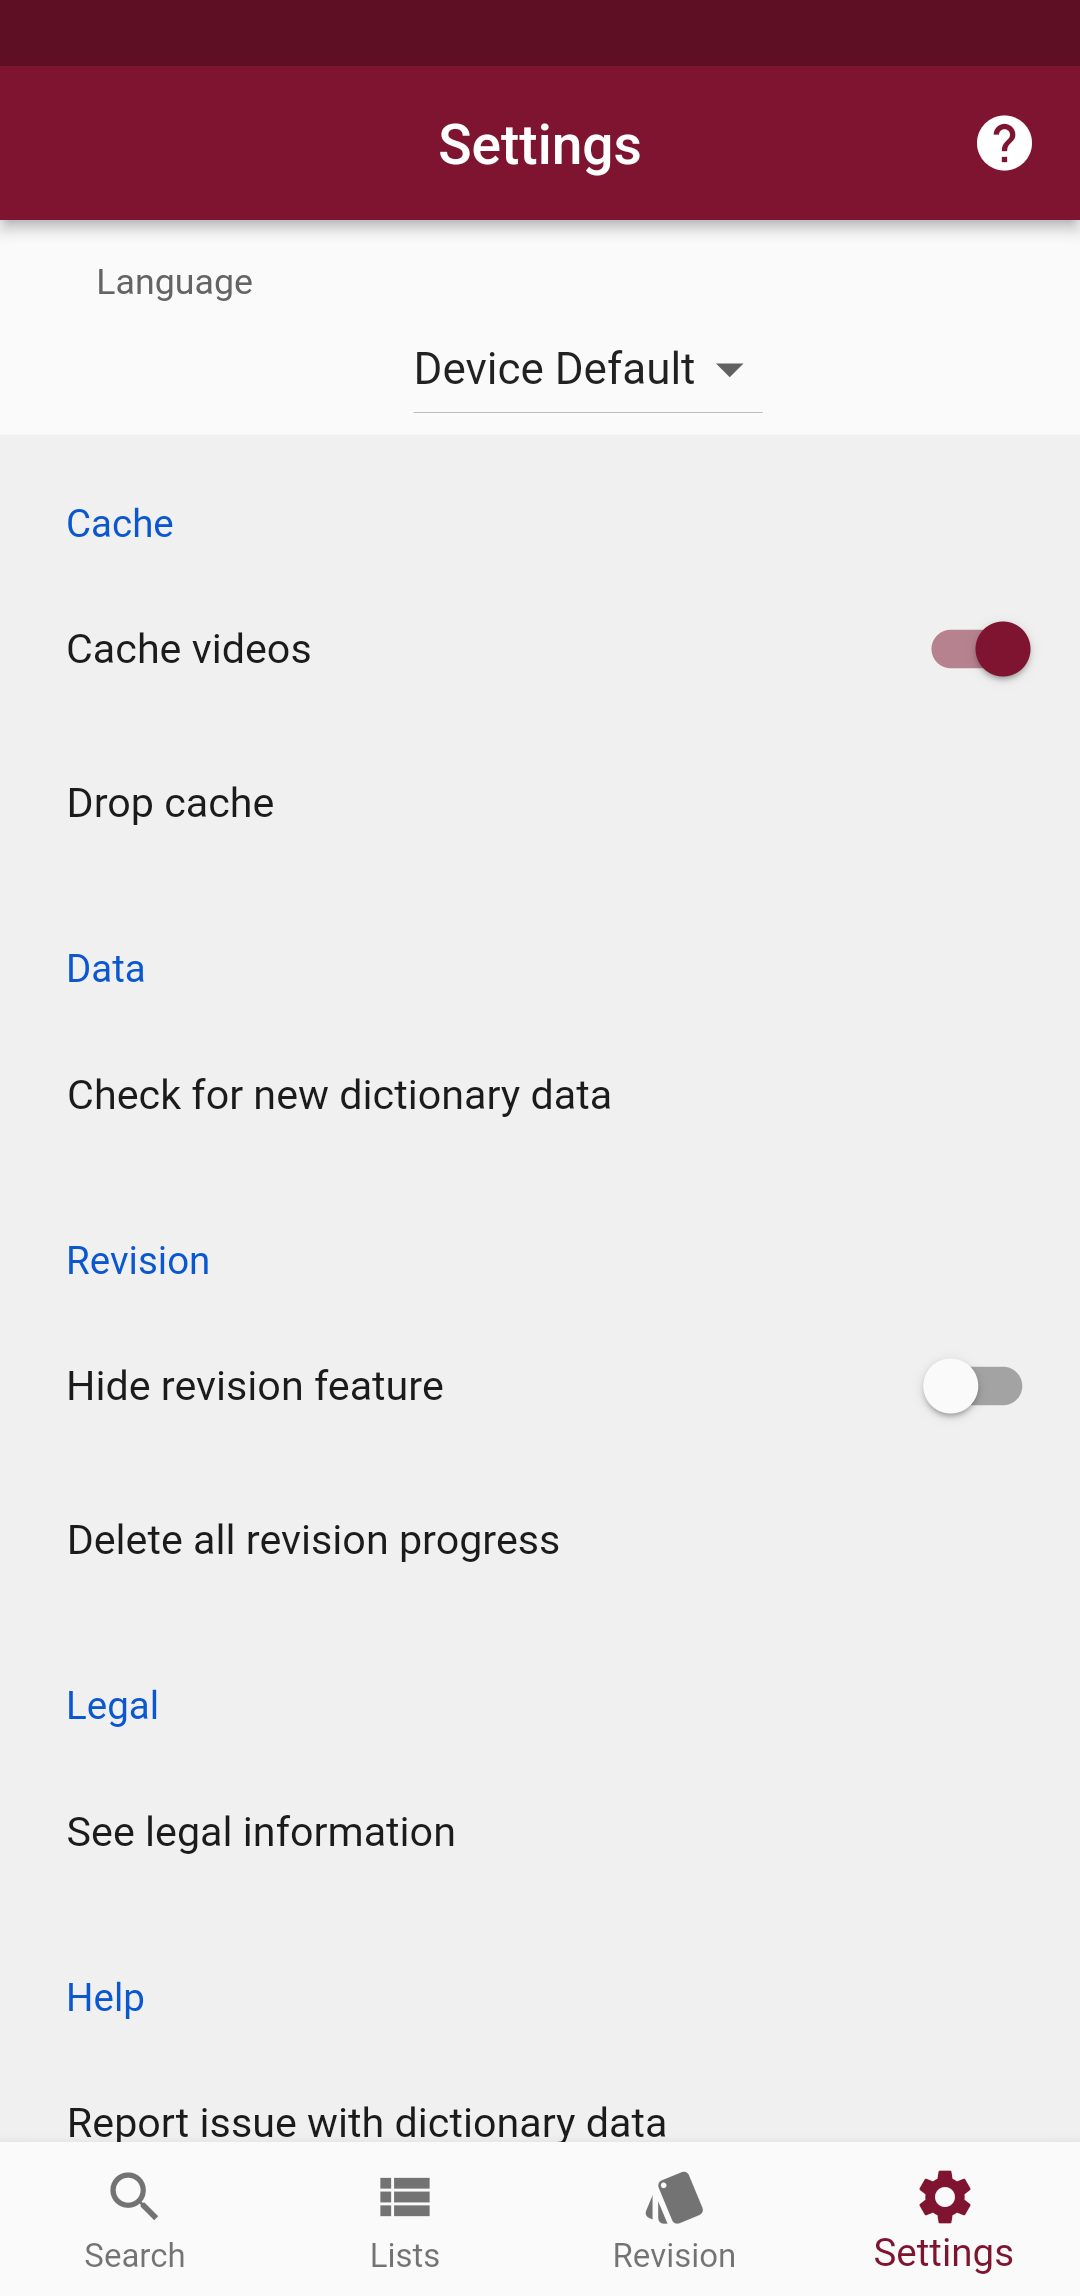 Settings
Language
Device Default
Cache
Cache videos
Drop cache
Data
Check for new dictionary data
Revision
Hide revision feature
Delete all revision progress
Legal
See legal information
Help
Report issue with dictionary data
Search
Lists
Revision
Settings